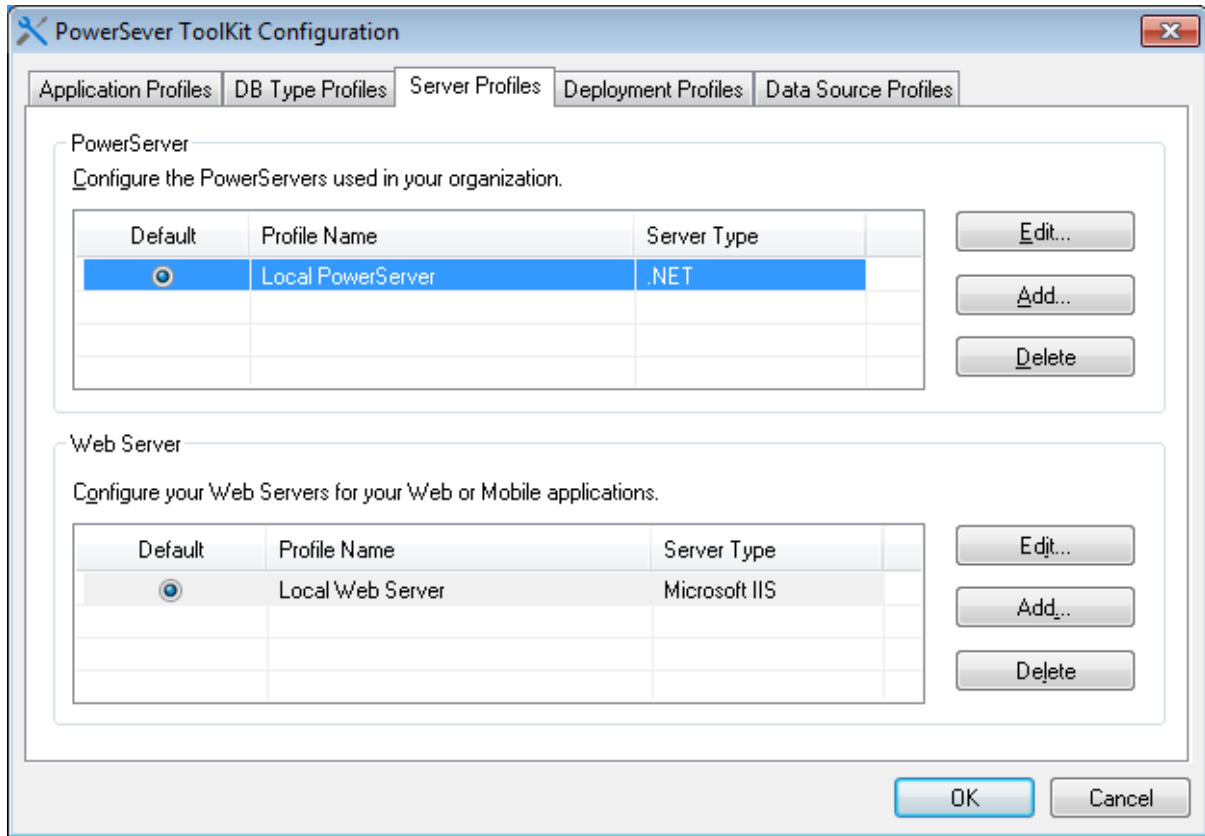 PowerSever ToolKit Configuration
Application Profiles DB Type Profiles Server Profiles Deployment Profiles Data Source Profiles
PowerServer
Configure the PowerServers used in your organization.
Default Profile Name Server Type
Edit...
Local PowerServer .NET
Add...
Delete
Web Server
Configure your Web Servers for your Web or Mobile applications.
Default Profile Name Server Type
Edit...
Local Web Server Microsoft IIS
Add...
Delete
OK Cancel